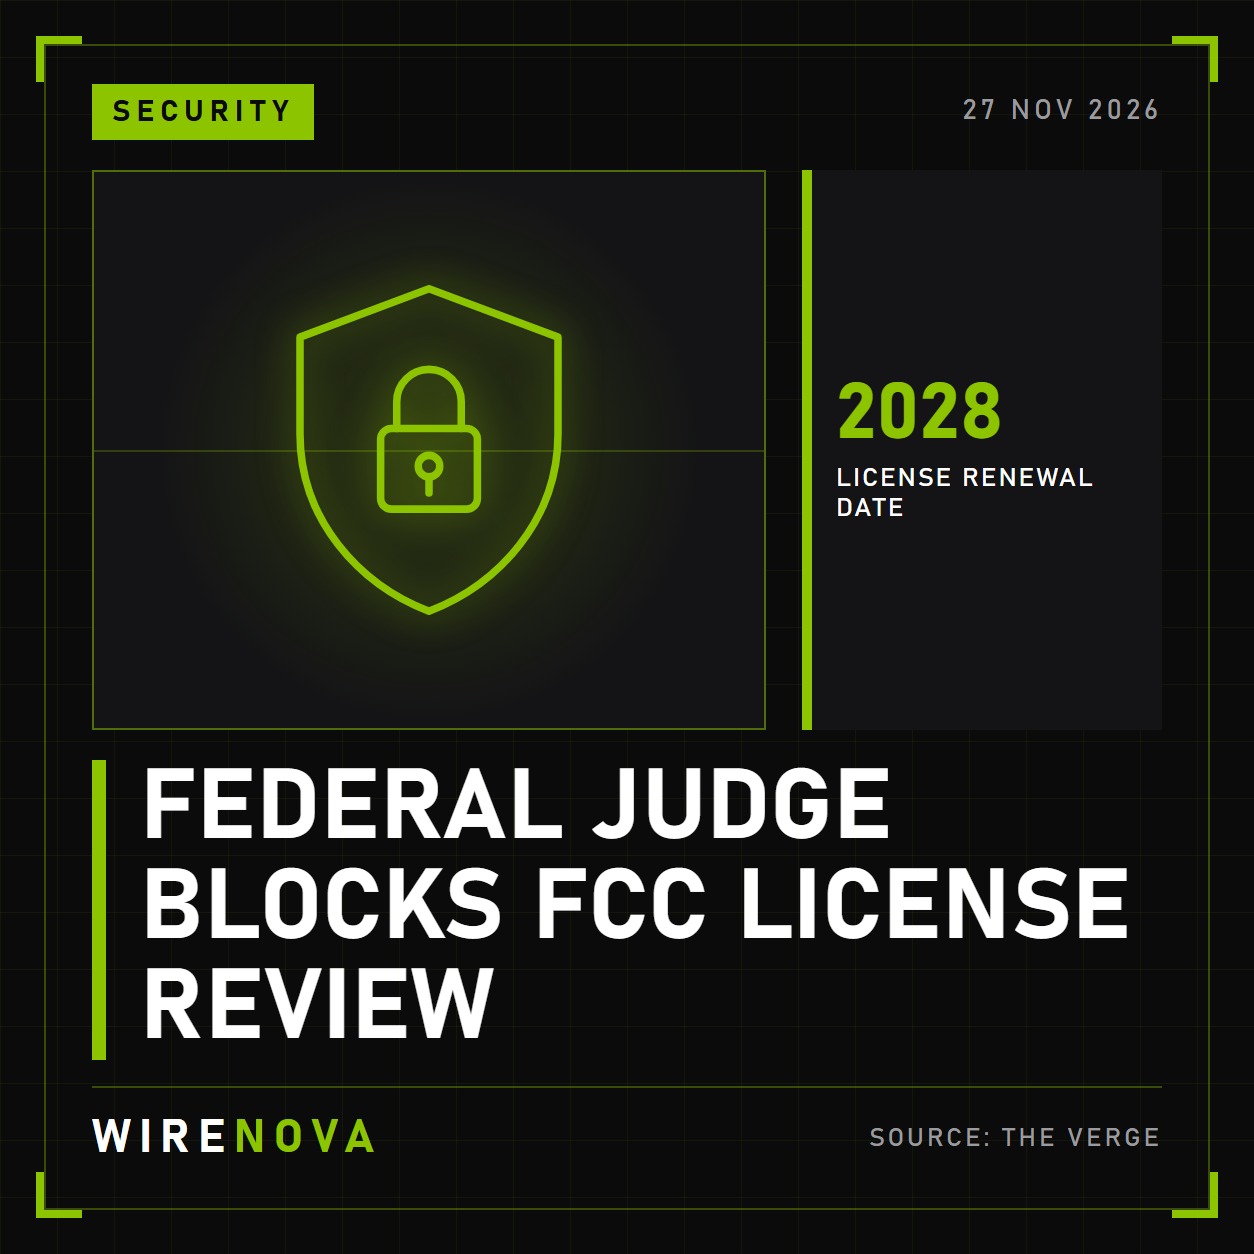 SECURITY
27 NOV 2026
2028
LICENSE RENEWAL
DATE
FEDERAL JUDGE
BLOCKS FCC LICENSE
REVIEW
WIRENOVA
SOURCE: THE VERGE